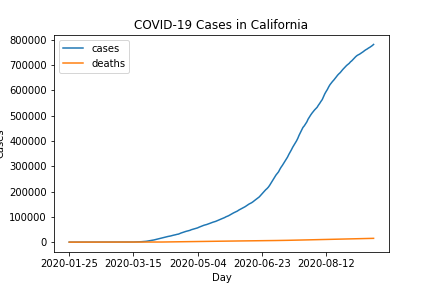 COVID-19 Cases in California
cases
deaths
800000
700000
600000
500000
400000
300000
200000
100000
0
cases
2020-01-25 2020-03-15 2020-05-04 2020-06-23 2020-08-12
Day